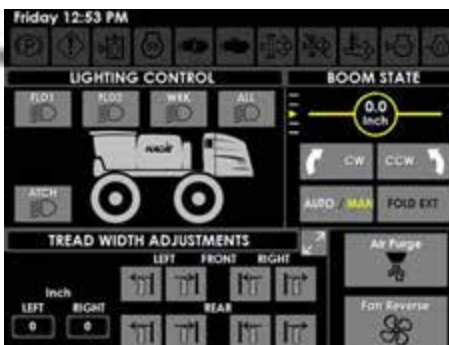 Friday 12:53 PM
LIGHTING CONTROL
FLD1 FLD2 WRK ALL
HAGIE
ATCH
BOOM STATE
0.0
Inch
CW CCW
AUTO / MAN FOLD EXT
TREAD WIDTH ADJUSTMENTS
LEFT FRONT RIGHT
Inch
LEFT RIGHT
0 0
REAR
Air Purge
Fan Reverse